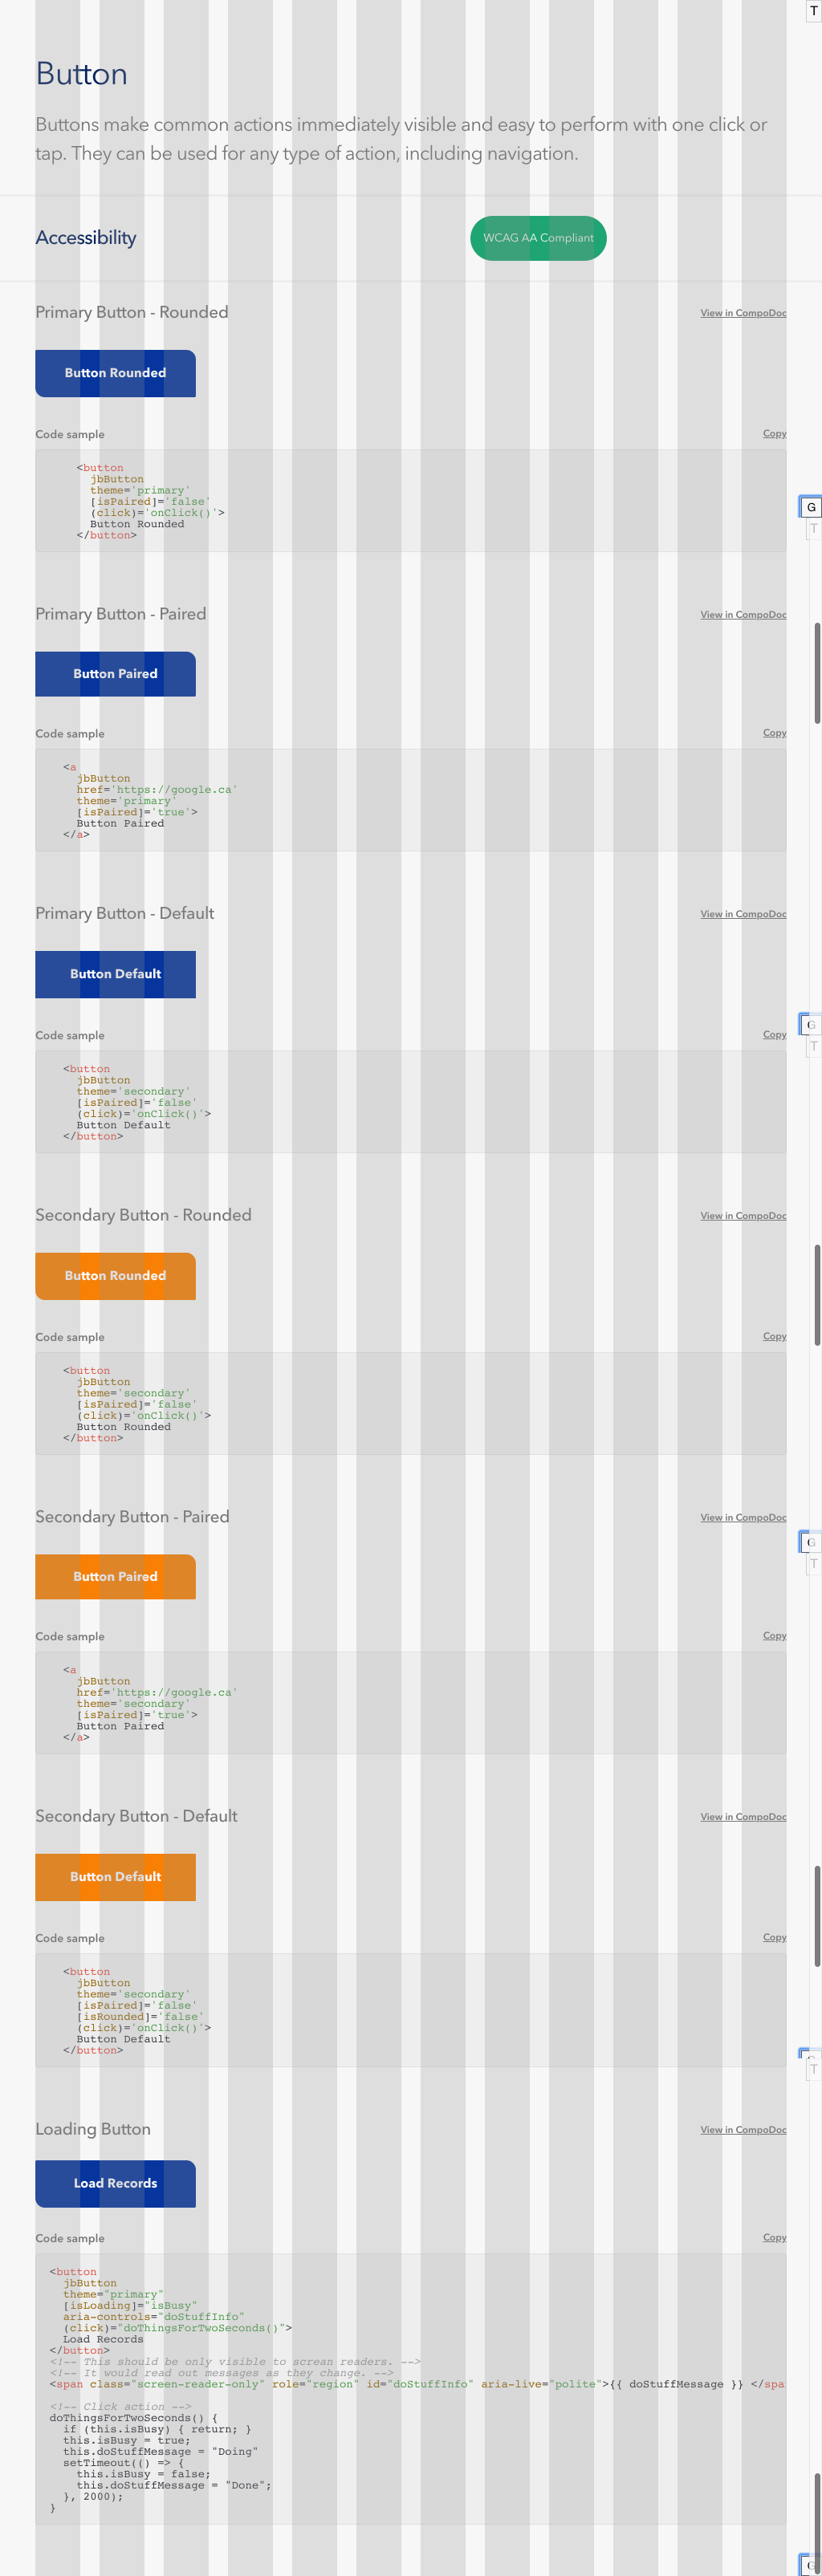 T
Button
Buttons make common actions immediately visible and easy to perform with one click or
tap. They can be used for any type of action, including navigation.
Accessibility
WCAG AA Compliant
Primary Button - Rounded
View in CompoDoc
Button Rounded
Code sample
Copy
<button
jbButton
theme='primary'
[isPaired]='false'
(click)='onClick()'>
Button Rounded
</button>
G
T
Primary Button - Paired
View in CompoDoc
Button Paired
Code sample
Copy
<a
jbButton
href='https://google.ca'
theme='primary'
[isPaired]='true'>
Button Paired
</a>
Primary Button - Default
View in CompoDoc
Button Default
Code sample
Copy
G
T
<button
jbButton
theme='secondary'
[isPaired]='false'
(click)='onClick()'>
Button Default
</button>
Secondary Button - Rounded
View in CompoDoc
Button Rounded
Code sample
Copy
<button
jbButton
theme='secondary'
[isPaired]='false'
(click)='onClick()'>
Button Rounded
</button>
Secondary Button - Paired
View in CompoDoc
G
T
Button Paired
Code sample
Copy
<a
jbButton
href='https://google.ca'
theme='secondary'
[isPaired]='true'>
Button Paired
</a>
Secondary Button - Default
View in CompoDoc
Button Default
Code sample
Copy
<button
jbButton
theme='secondary'
[isPaired]='false'
[isRounded]='false'
(click)='onClick()'>
Button Default
</button>
T
Loading Button
View in CompoDoc
Load Records
Code sample
Copy
<button
jbButton
theme="primary"
[isLoading]="isBusy"
aria-controls="doStuffInfo"
(click)="doThingsForTwoSeconds()">
Load Records
</button>
<!-- This should be only visible to screan readers. -->
<!-- It would read out messages as they change. -->
<span class="screen-reader-only" role="region" id="doStuffInfo" aria-live="polite">{{ doStuffMessage }} </spa
<!-- Click action -->
doThingsForTwoSeconds() {
if (this.isBusy) { return; }
this.isBusy = true;
this.doStuffMessage = "Doing"
setTimeout(() => {
this.isBusy = false;
this.doStuffMessage = "Done";
}, 2000);
}
G